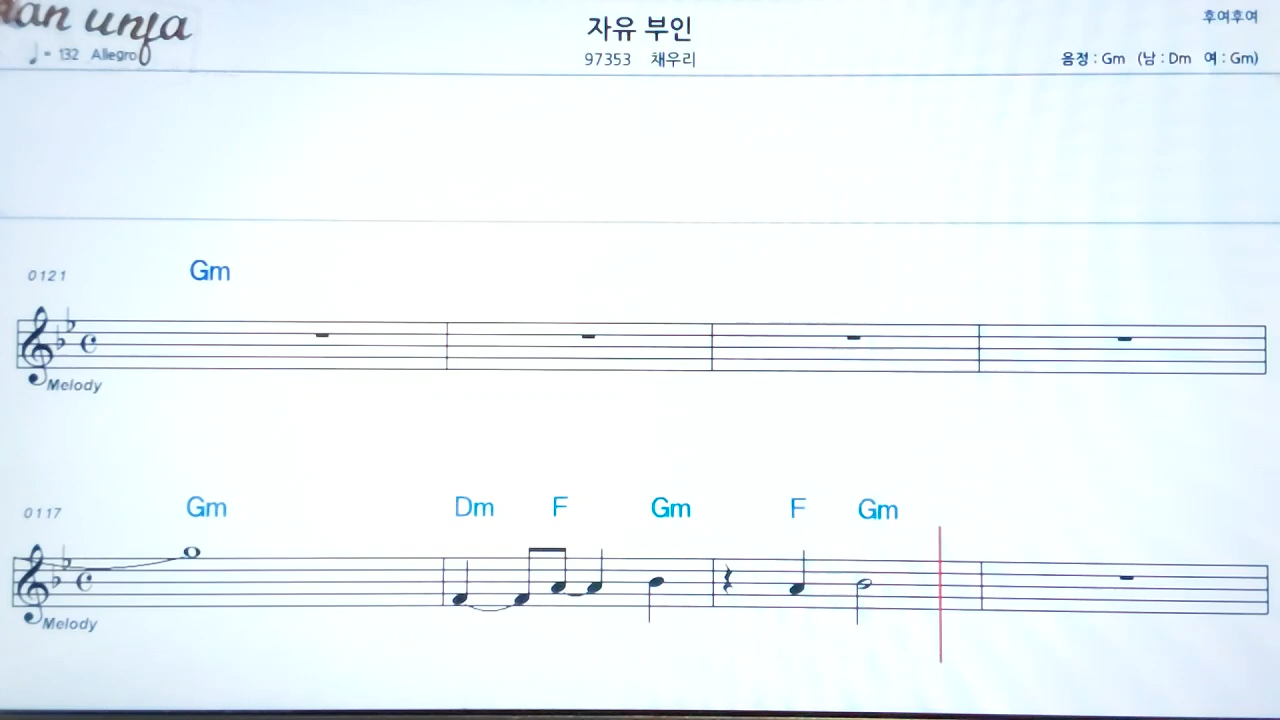 자유 부인
후여후여
♩= 132 Allegro
97353 채우리
음정 : Gm (남 : Dm 여 : Gm)
0121 Gm
Melody
0117 Gm Dm F Gm F Gm
Melody